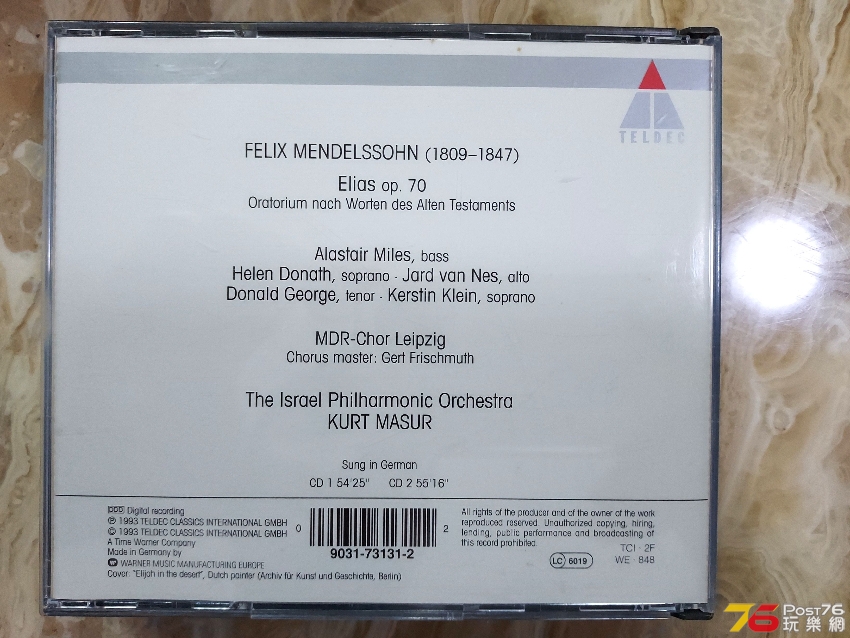 TELDEC
FELIX MENDELSSOHN (1809–1847)
Elias op. 70
Oratorium nach Worten des Alten Testaments
Alastair Miles, bass
Helen Donath, soprano · Jard van Nes, alto
Donald George, tenor · Kerstin Klein, soprano
MDR-Chor Leipzig
Chorus master: Gert Frischmuth
The Israel Philharmonic Orchestra
KURT MASUR
Sung in German
CD 1 54'25" CD 2 55'16"
DDD Digital recording
℗ 1993 TELDEC CLASSICS INTERNATIONAL GMBH
© 1993 TELDEC CLASSICS INTERNATIONAL GMBH
A Time Warner Company
Made in Germany by
WARNER MUSIC MANUFACTURING EUROPE
Cover: "Elijah in the desert", Dutch painter (Archiv für Kunst und Geschichte, Berlin)
0 2
9031-73131-2
All rights of the producer and of the owner of the work
reproduced reserved. Unauthorized copying, hiring,
lending, public performance and broadcasting of
this record prohibited.
LC 6019
TCI · 2F
WE · 848
76 Post76
玩樂網